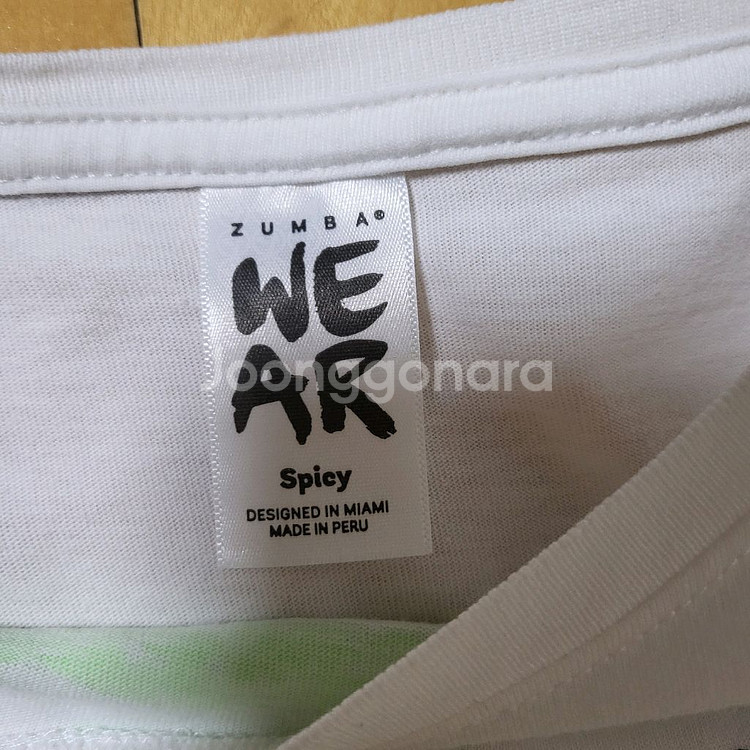 ZUMBA®
WE
AR
Joonggonara
Spicy
DESIGNED IN MIAMI
MADE IN PERU